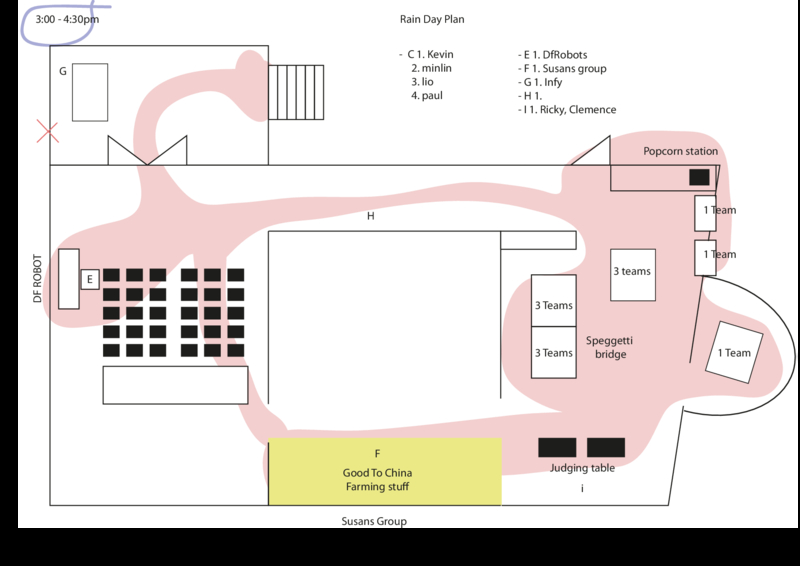 3:00 - 4:30pm
Rain Day Plan
- C 1. Kevin
2. minlin
3. lio
4. paul
- E 1. DfRobots
- F 1. Susans group
- G 1. Infy
- H 1.
- I 1. Ricky, Clemence
G
Popcorn station
1 Team
H
1 Team
DF ROBOT
E
3 teams
3 Teams
Speggetti
bridge
3 Teams
1 Team
F
Good To China
Farming stuff
Judging table
i
Susans Group